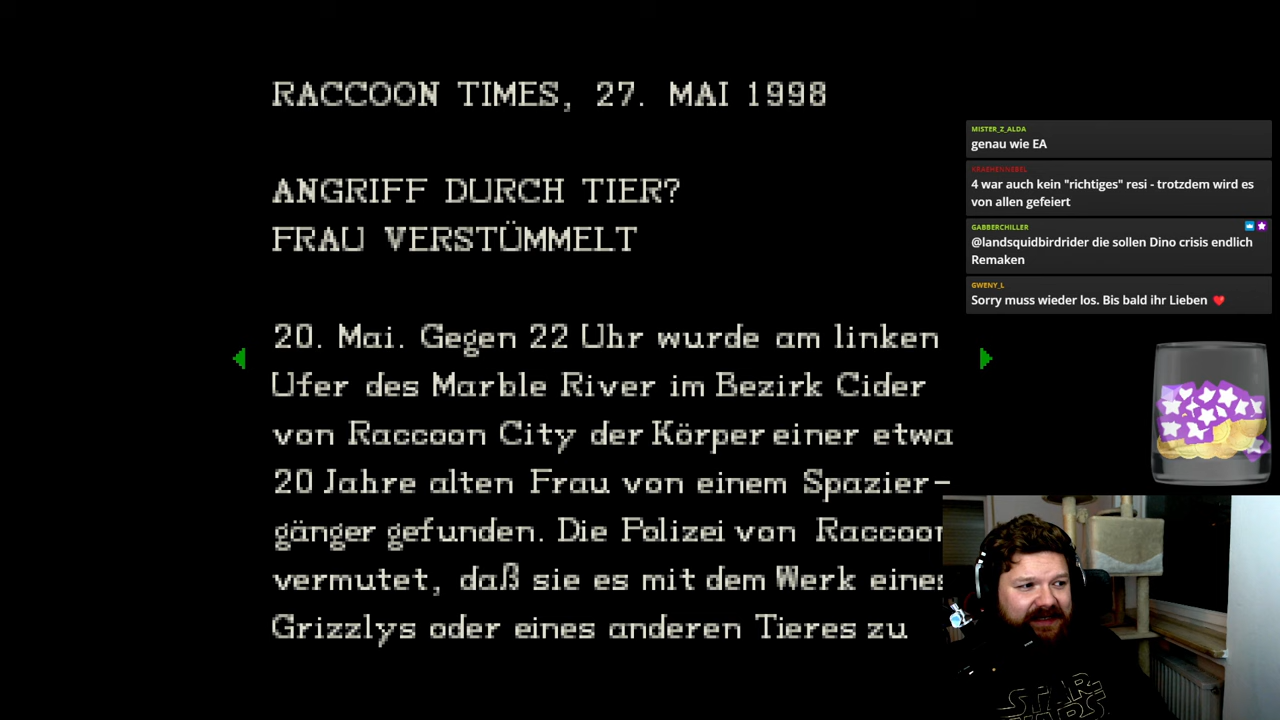 RACCOON TIMES, 27. MAI 1998
ANGRIFF DURCH TIER?
FRAU VERSTÜMMELT
20. Mai. Gegen 22 Uhr wurde am linken
Ufer des Marble River im Bezirk Cider
von Raccoon City der Körper einer etwa
20 Jahre alten Frau von einem Spazier-
gänger gefunden. Die Polizei von Raccoon
vermutet, daß sie es mit dem Werk eines
Grizzlys oder eines anderen Tieres zu
MISTER_Z_ALDA
genau wie EA
KRAEHENNEBEL
4 war auch kein "richtiges" resi - trotzdem wird es
von allen gefeiert
GABBERCHILLER
@landsquidbirdrider die sollen Dino crisis endlich
Remaken
GWENY_L
Sorry muss wieder los. Bis bald ihr Lieben ❤️
STAR